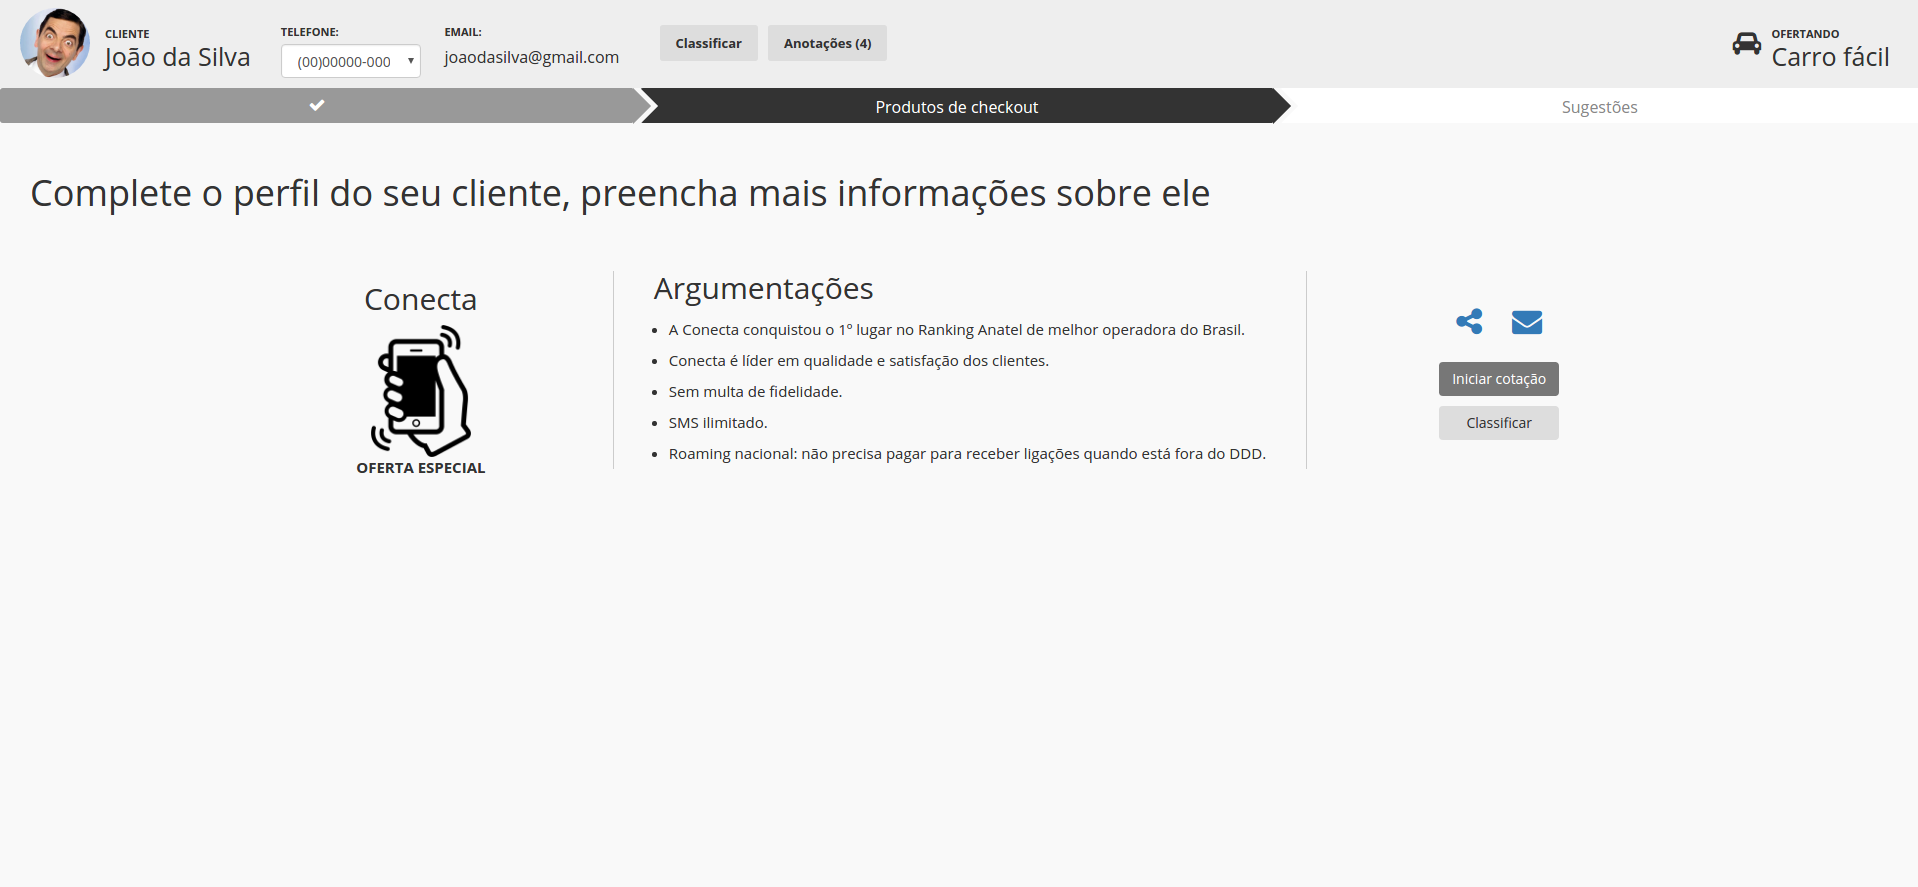 CLIENTE
João da Silva
TELEFONE:
(00)00000-000
EMAIL:
joaodasilva@gmail.com
Classificar
Anotações (4)
OFERTANDO
Carro fácil
Produtos de checkout
Sugestões
Complete o perfil do seu cliente, preencha mais informações sobre ele
Conecta
OFERTA ESPECIAL
Argumentações
A Conecta conquistou o 1º lugar no Ranking Anatel de melhor operadora do Brasil.
Conecta é líder em qualidade e satisfação dos clientes.
Sem multa de fidelidade.
SMS ilimitado.
Roaming nacional: não precisa pagar para receber ligações quando está fora do DDD.
Iniciar cotação
Classificar